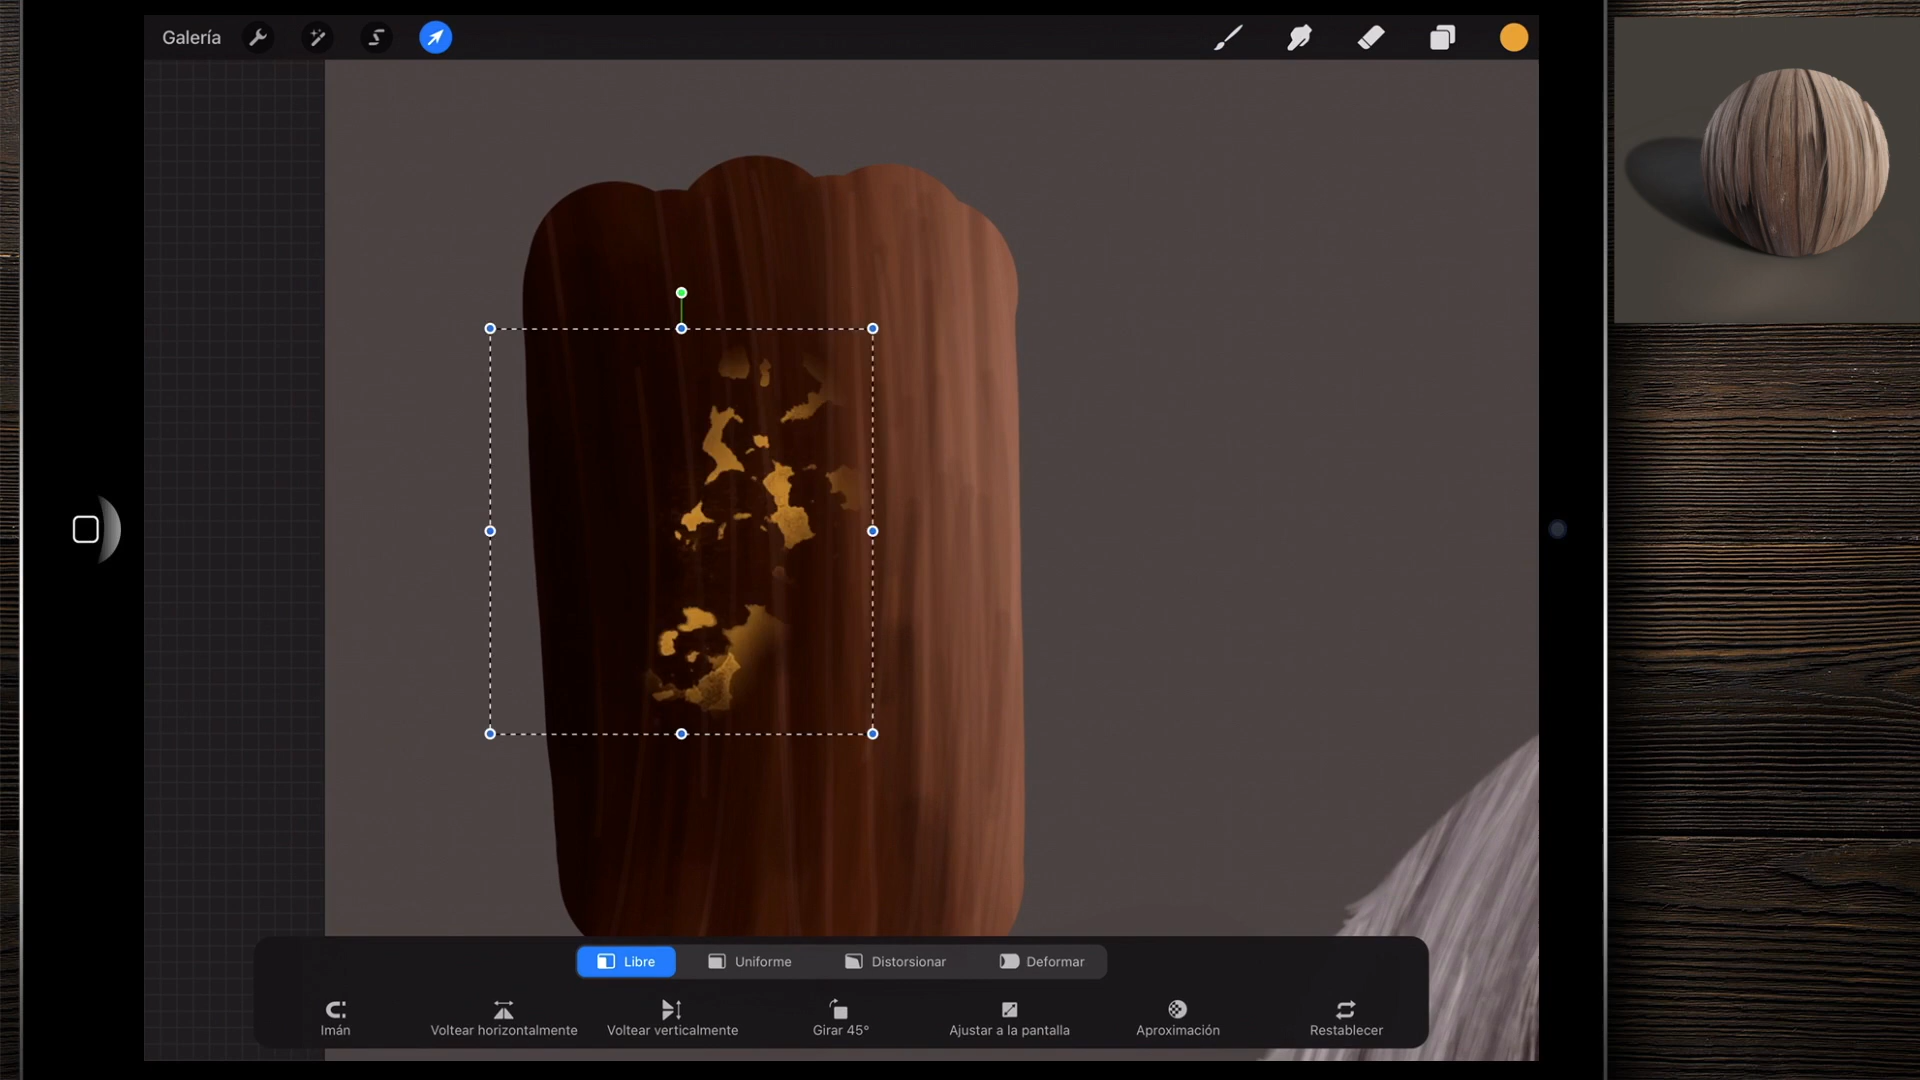 Galería
Libre
Uniforme
Distorsionar
Deformar
Imán
Voltear horizontalmente
Voltear verticalmente
Girar 45°
Ajustar a la pantalla
Aproximación
Restablecer